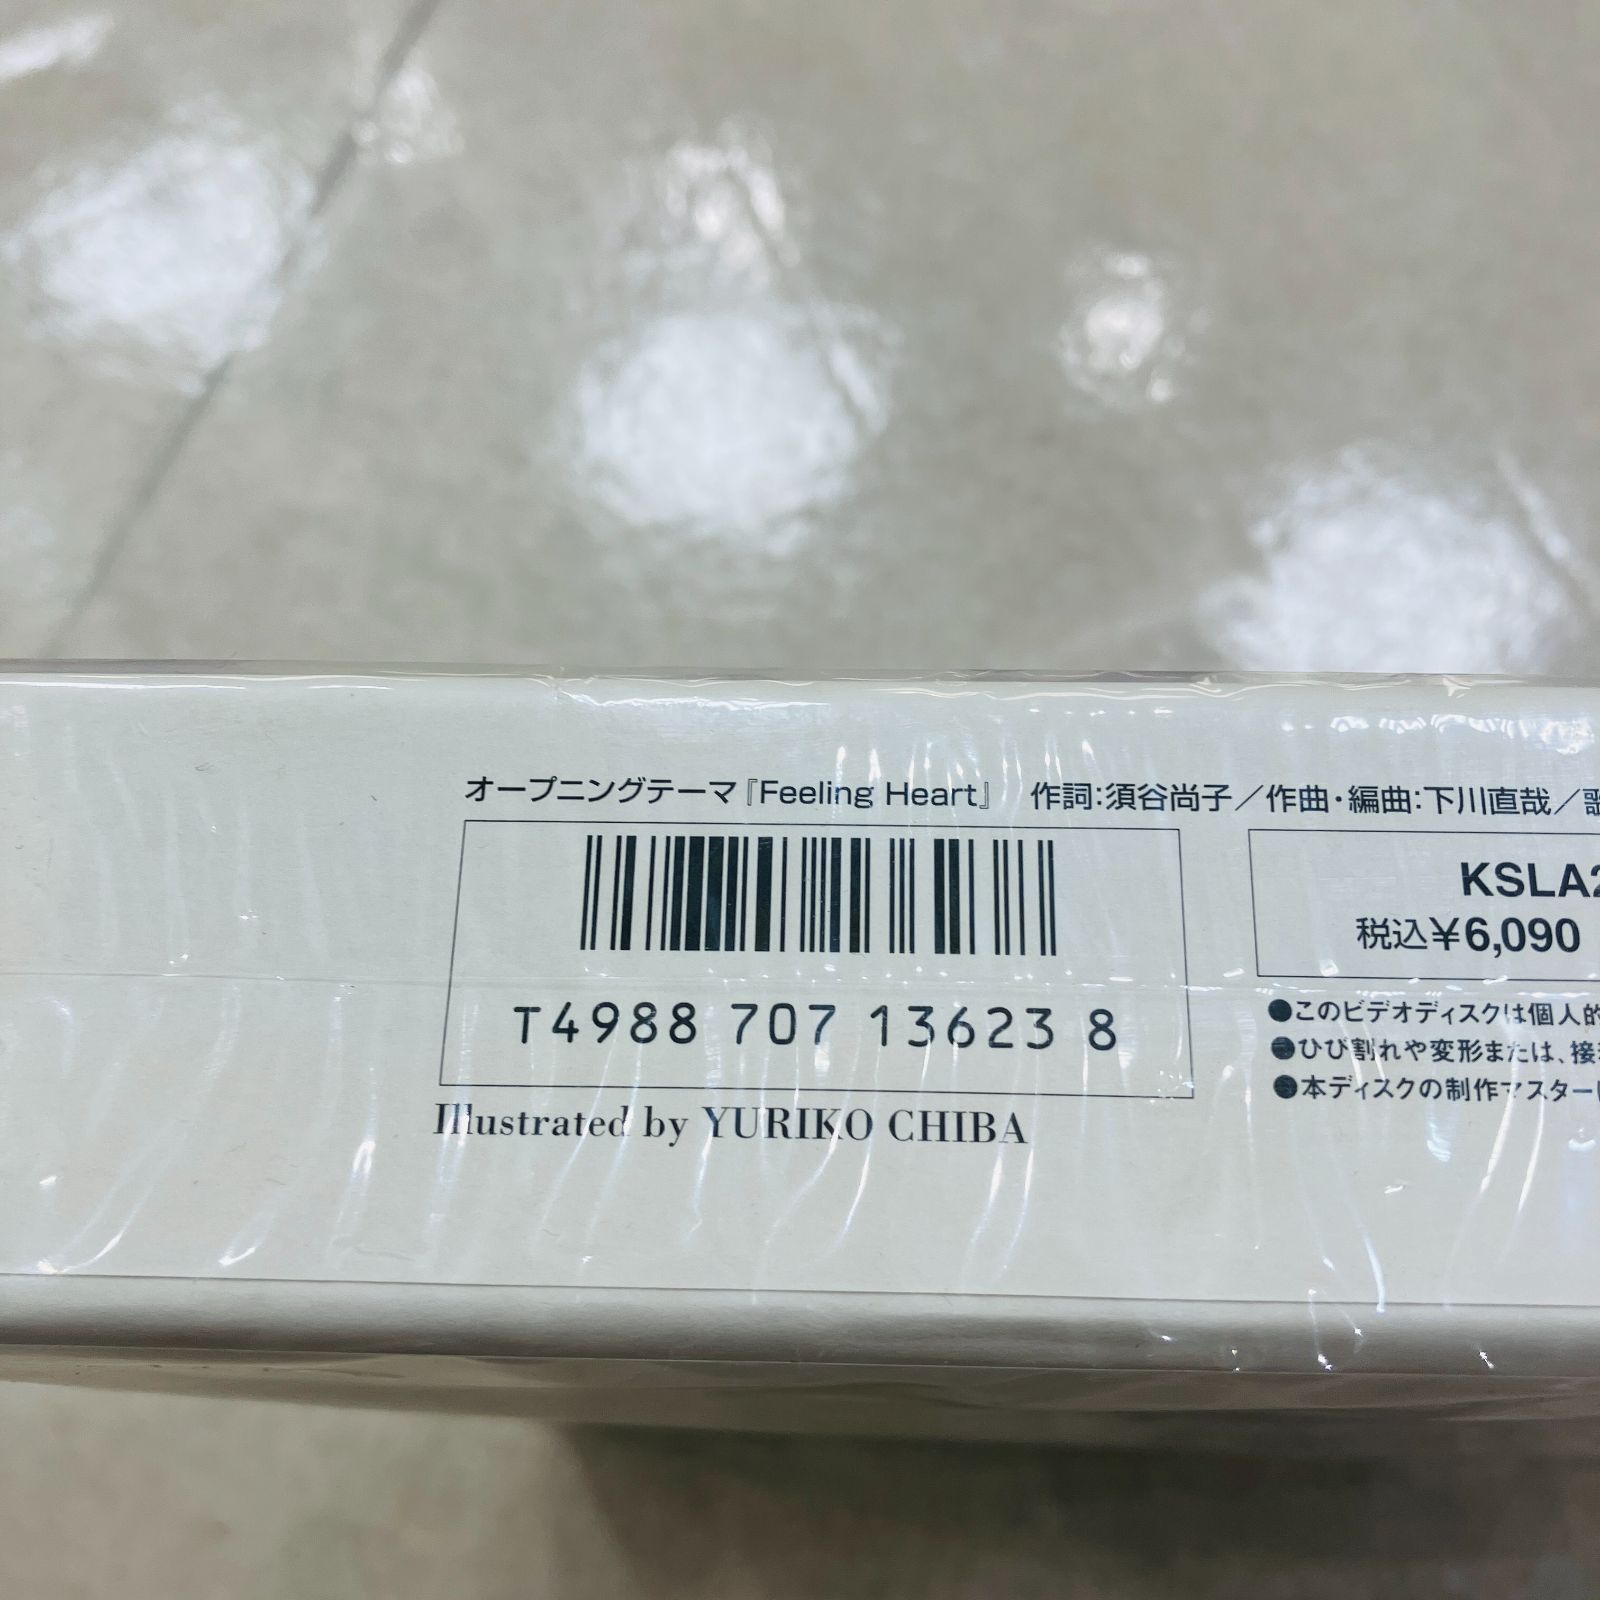 オープニングテーマ『Feeling Heart』 作詞:須谷尚子／作曲・編曲:下川直哉／歌
KSLA2
税込¥6,090
T4988 707 13623 8
●このビデオディスクは個人的
●ひび割れや変形または、接
●本ディスクの制作マスターは
Illustrated by YURIKO CHIBA